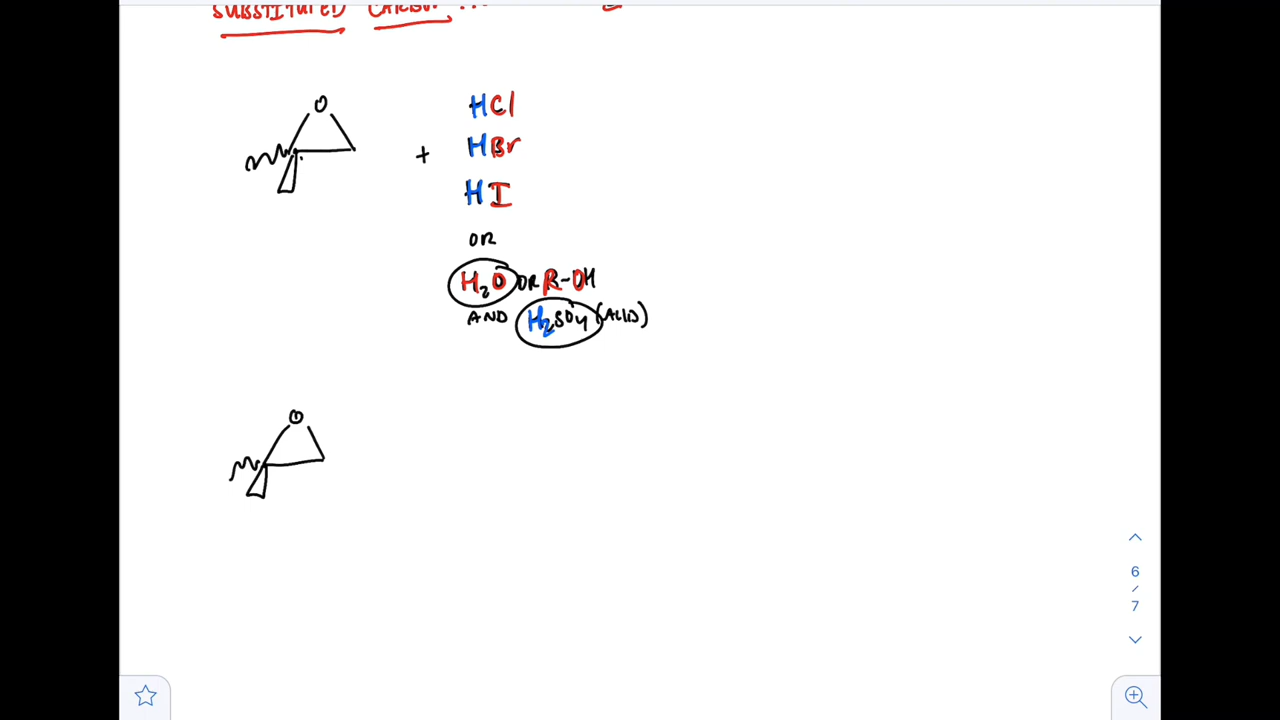 SUBSTITUTED
O
HCl
+ HBr
HI
OR
H₂O OR R-OH
AND H₂SO₄ (ACID)
O
6
/
7